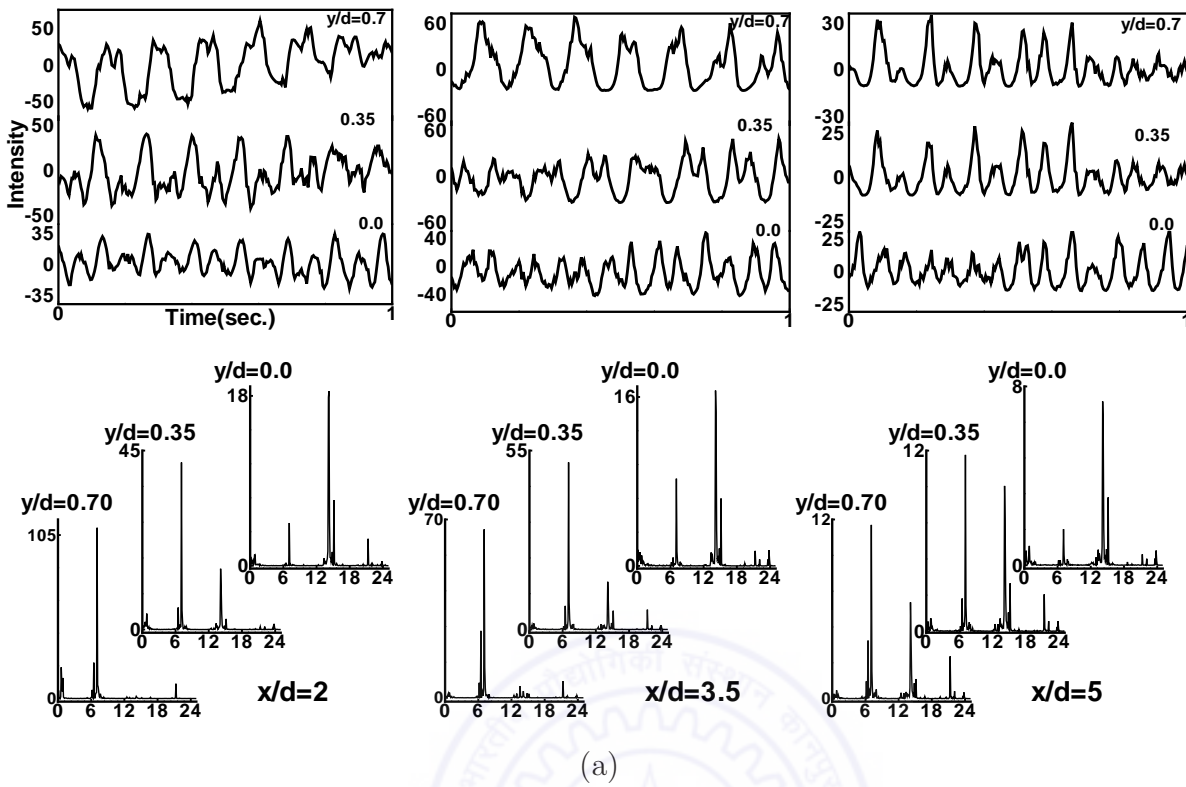 50 0 -50 y/d=0.7
50 0 -50 0.35
35 0 -35 0.0
0 1
Intensity
Time(sec.)
60 0 -60 y/d=0.7
60 0 -60 0.35
40 0 -40 0.0
0 1
30 0 -30 y/d=0.7
25 0 -25 0.35
25 0 -25 0.0
0 1
y/d=0.0
18
0
0 6 12 18 24
y/d=0.35
45
0
0 6 12 18 24
y/d=0.70
105
0
0 6 12 18 24
x/d=2
y/d=0.0
16
0
0 6 12 18 24
y/d=0.35
55
0
0 6 12 18 24
y/d=0.70
70
0
0 6 12 18 24
x/d=3.5
y/d=0.0
8
0
0 6 12 18 24
y/d=0.35
12
0
0 6 12 18 24
y/d=0.70
12
0
0 6 12 18 24
x/d=5
(a)